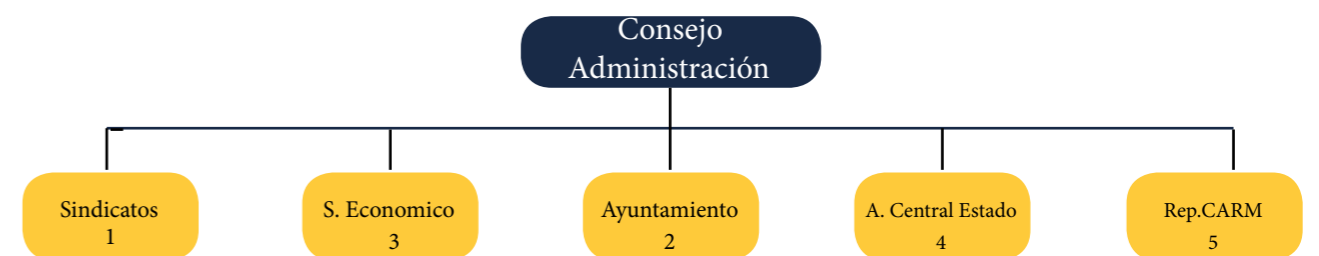 Consejo
Administración
Sindicatos
1
S. Economico
3
Ayuntamiento
2
A. Central Estado
4
Rep.CARM
5